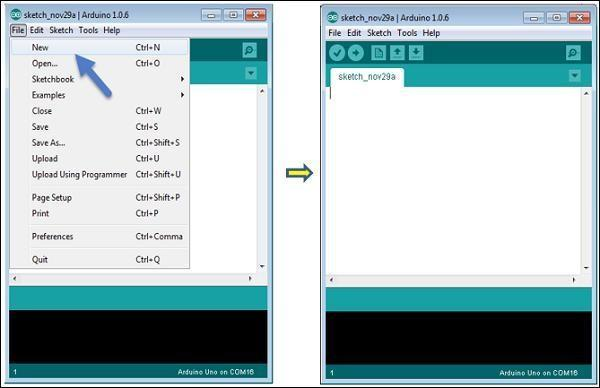 sketch_nov29a | Arduino 1.0.6
File Edit Sketch Tools Help
New Ctrl+N
Open... Ctrl+O
Sketchbook
Examples
Close Ctrl+W
Save Ctrl+S
Save As... Ctrl+Shift+S
Upload Ctrl+U
Upload Using Programmer Ctrl+Shift+U
Page Setup Ctrl+Shift+P
Print Ctrl+P
Preferences Ctrl+Comma
Quit Ctrl+Q
1 Arduino Uno on COM16
sketch_nov29a | Arduino 1.0.6
File Edit Sketch Tools Help
sketch_nov29a
1 Arduino Uno on COM16